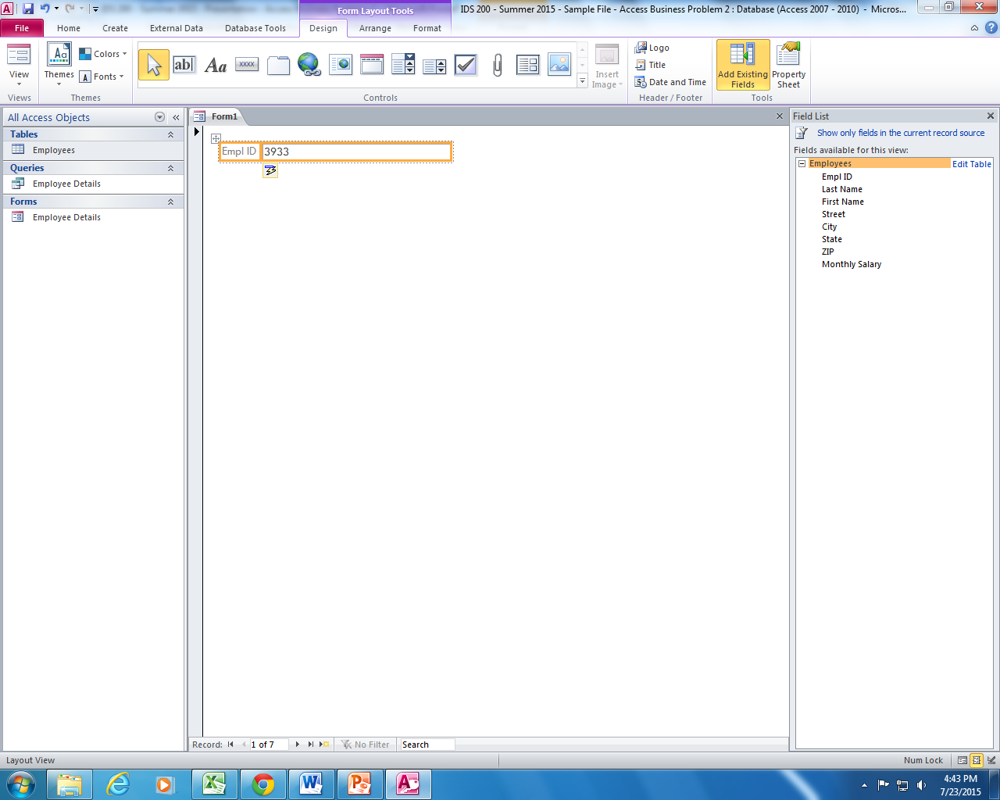 Form Layout Tools
IDS 200 - Summer 2015 - Sample File - Access Business Problem 2 : Database (Access 2007 - 2010) - Micros...
File Home Create External Data Database Tools Design Arrange Format
View
Themes
Colors
Fonts
ab|
Aa
xxxx
Insert
Image
Logo
Title
Date and Time
Add Existing
Fields
Property
Sheet
Views Themes Controls Header / Footer Tools
All Access Objects
Tables
Employees
Queries
Employee Details
Forms
Employee Details
Form1
Empl ID 3933
Field List
Show only fields in the current record source
Fields available for this view:
Employees Edit Table
Empl ID
Last Name
First Name
Street
City
State
ZIP
Monthly Salary
Record: 1 of 7 No Filter Search
Layout View Num Lock
4:43 PM
7/23/2015